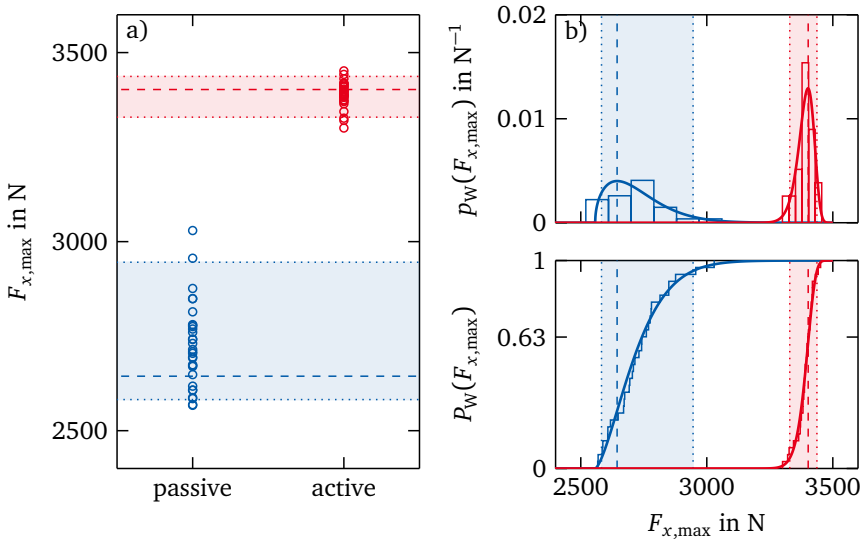 a)
3500
3000
2500
F_{x,max} in N
passive
active
b)
0.02
0.01
0
p_W(F_{x,max}) in N^{−1}
1
0.63
0
P_W(F_{x,max})
2500
3000
3500
F_{x,max} in N